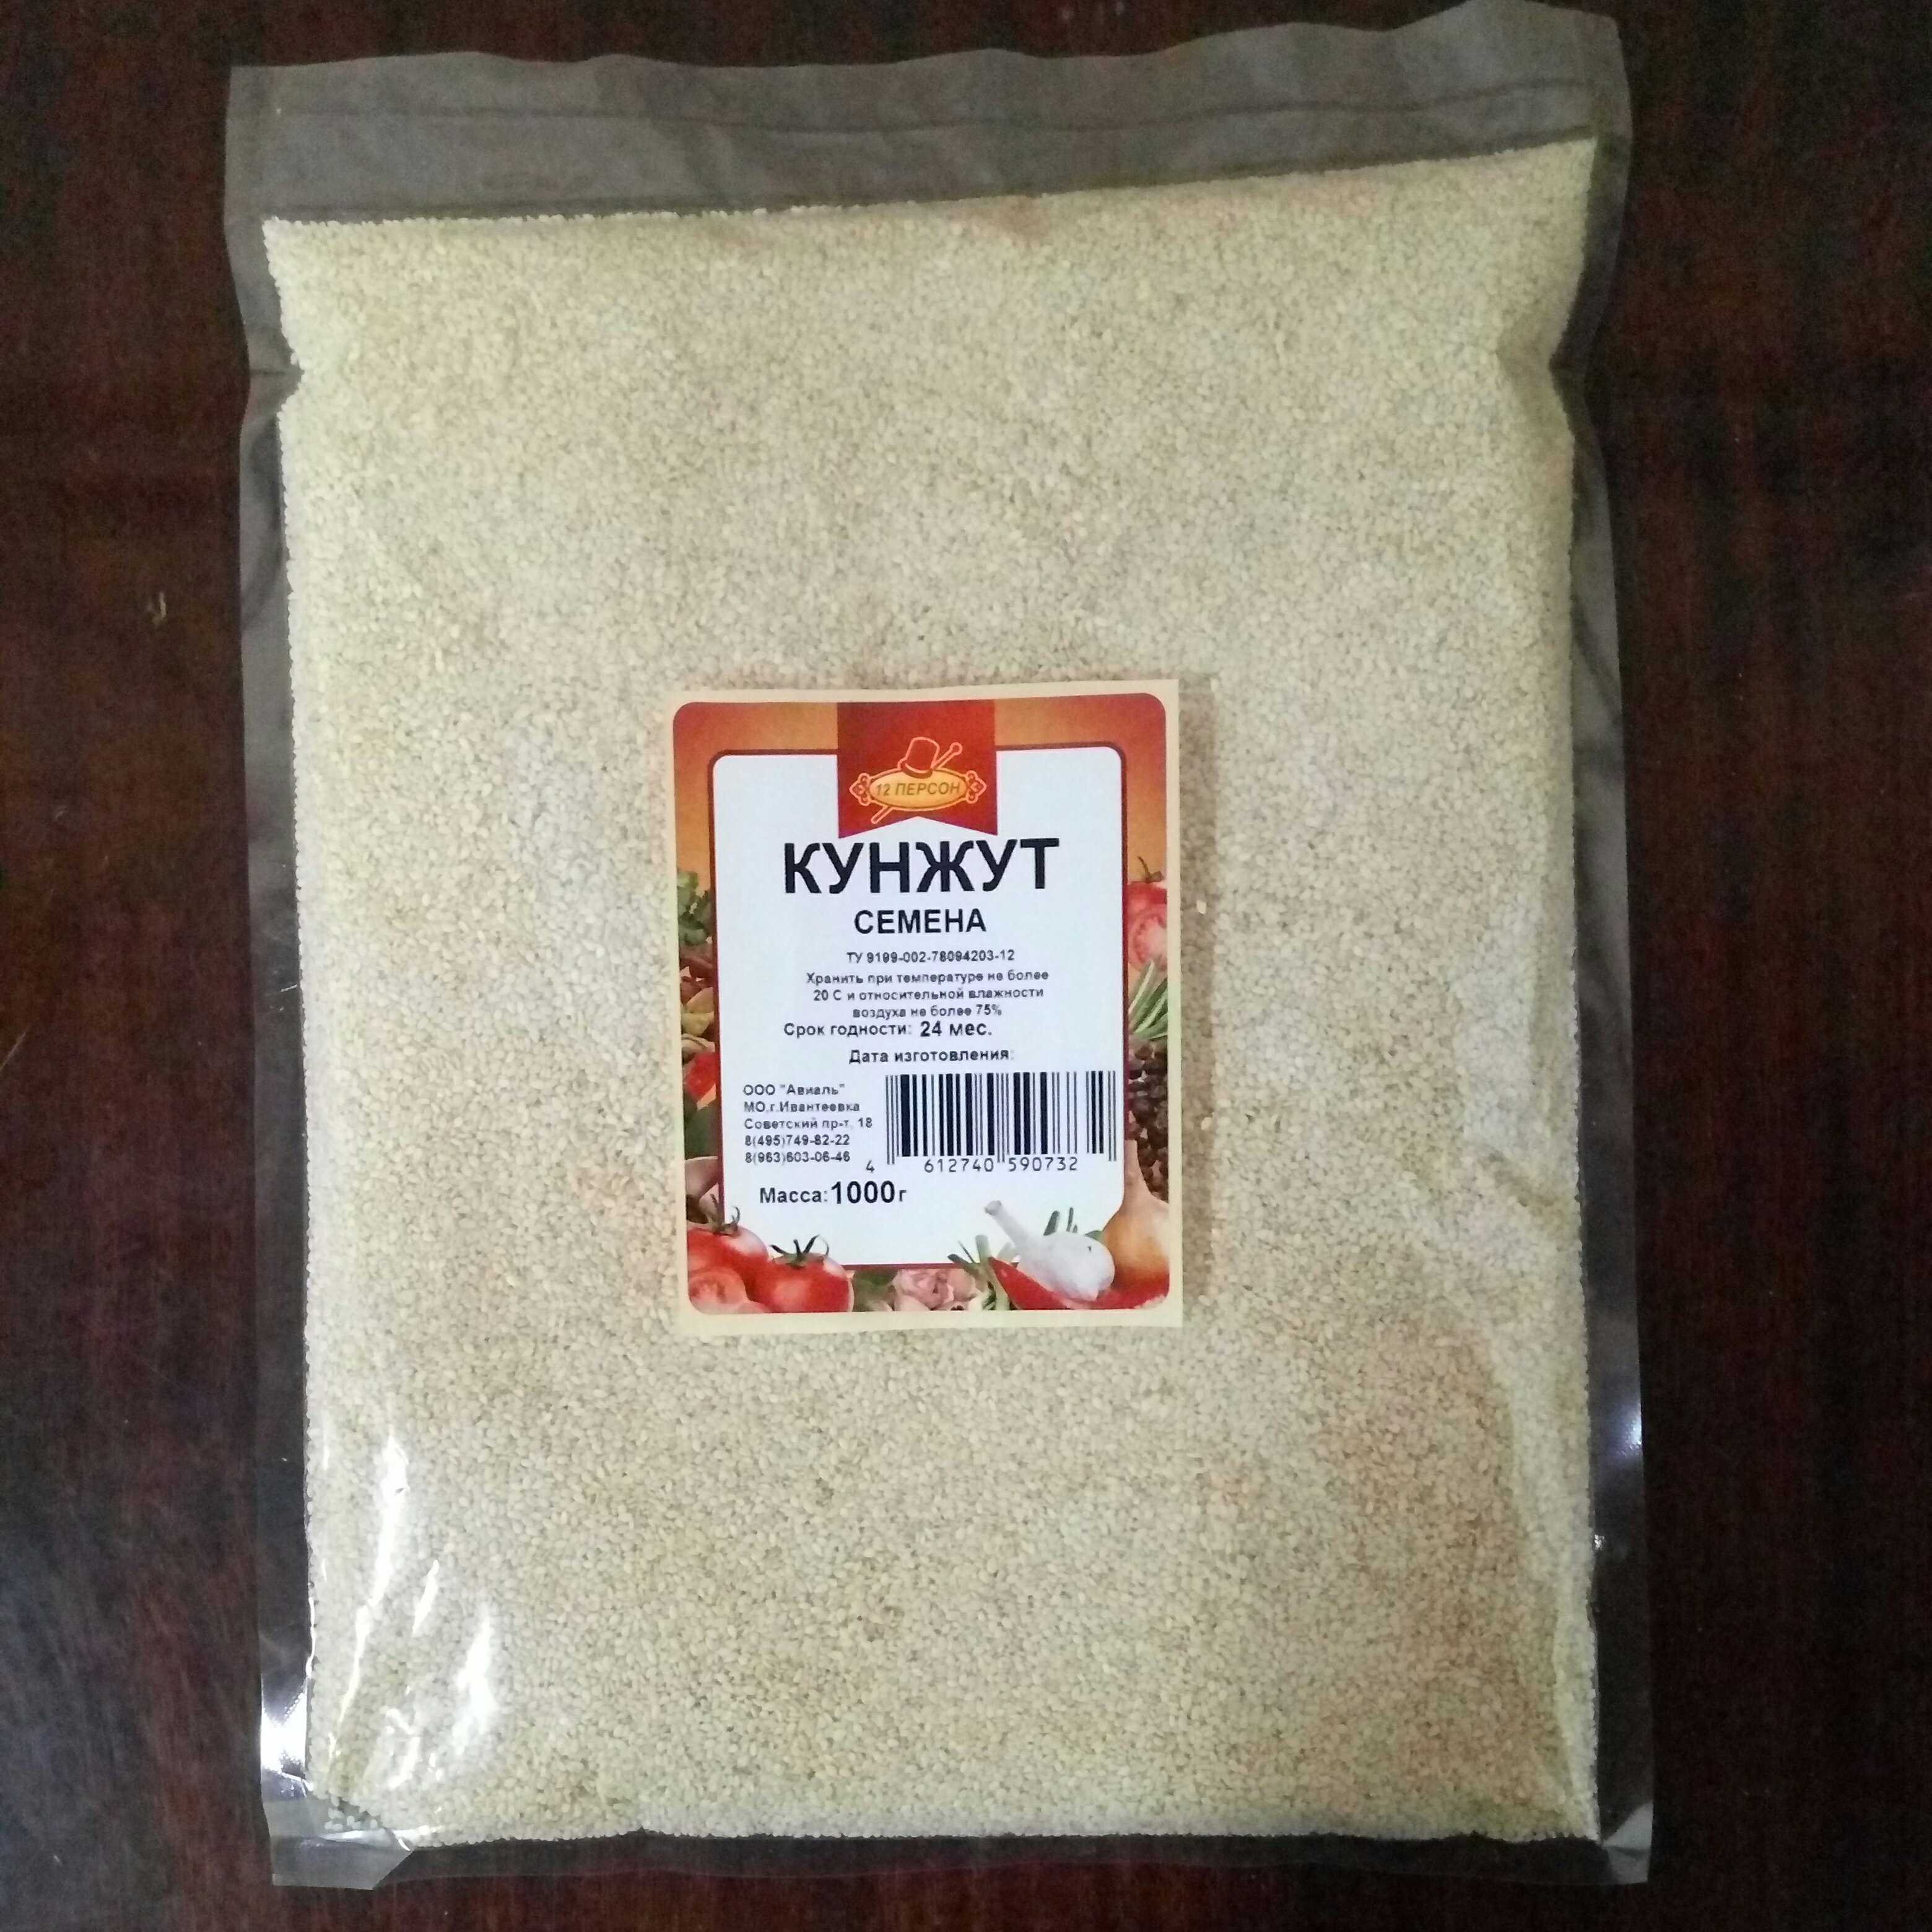 12 ПЕРСОН
КУНЖУТ
СЕМЕНА
ТУ 9199-002-78094203-12
Хранить при температуре не более
20 С и относительной влажности
воздуха не более 75%
Срок годности: 24 мес.
Дата изготовления:
ООО "Авиаль"
МО,г.Ивантеевка
Советский пр-т, 18
8(495)749-82-22
8(963)603-06-46
4 612740 590732
Масса:1000г